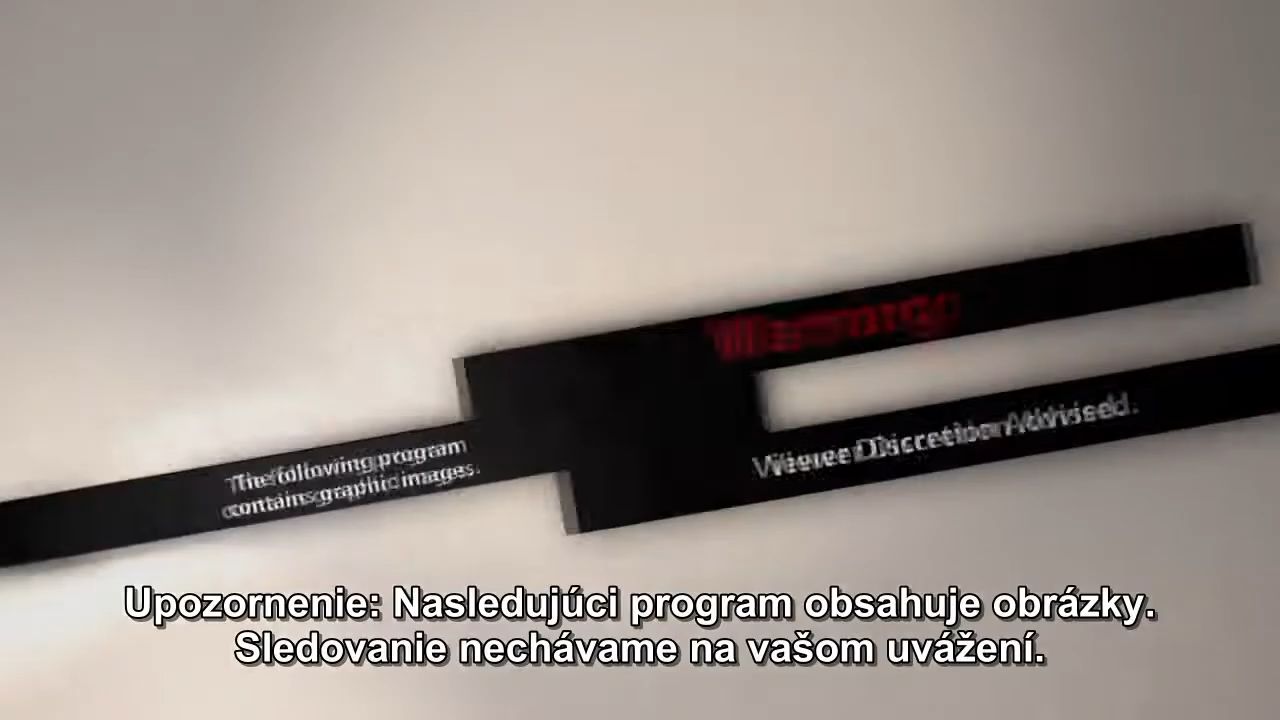 Warning
The following program
contains graphic images.
Viewer Discretion Advised.
Upozornenie: Nasledujúci program obsahuje obrázky.
Sledovanie nechávame na vašom uvážení.